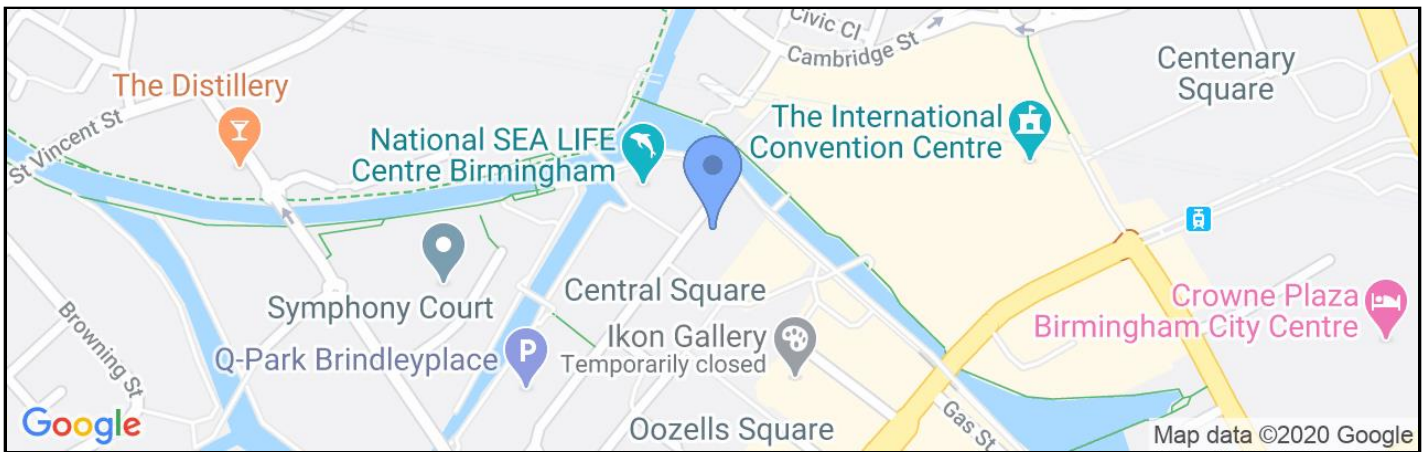 Civic Cl
Cambridge St
Centenary
Square
The Distillery
St Vincent St
National SEA LIFE
Centre Birmingham
The International
Convention Centre
Symphony Court
Central Square
Crowne Plaza
Birmingham City Centre
Browning St
Q-Park Brindleyplace
P
Ikon Gallery
Temporarily closed
Gas St
Oozells Square
Google
Map data ©2020 Google